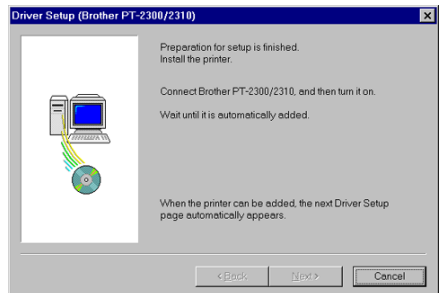 Driver Setup (Brother PT-2300/2310)
Preparation for setup is finished.
Install the printer.
Connect Brother PT-2300/2310, and then turn it on.
Wait until it is automatically added.
When the printer can be added, the next Driver Setup
page automatically appears.
< Back
Next >
Cancel